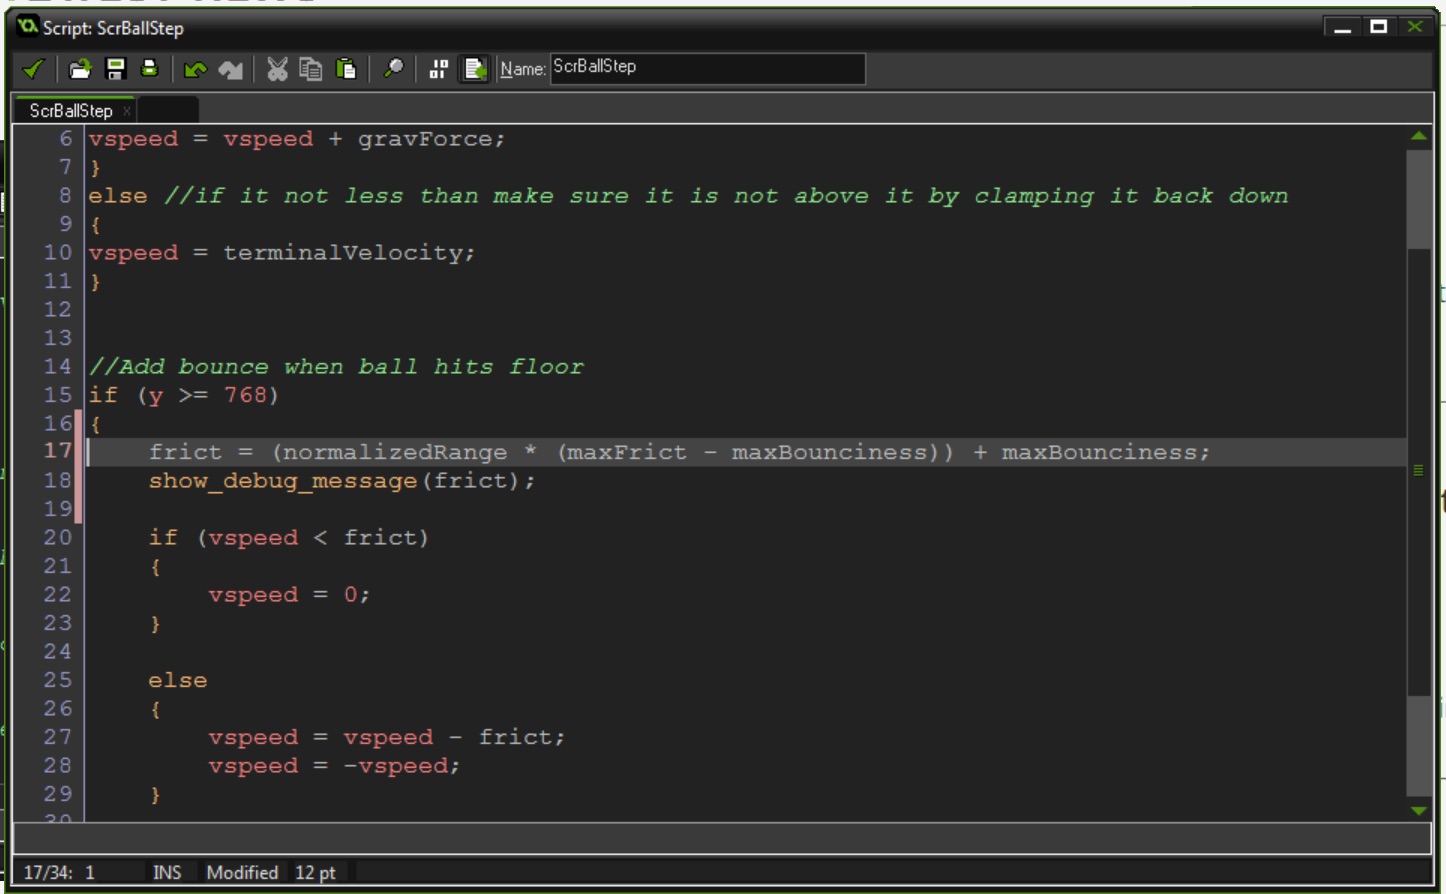 Script: ScrBallStep
Name: ScrBallStep
ScrBallStep
6 vspeed = vspeed + gravForce;
7 }
8 else //if it not less than make sure it is not above it by clamping it back down
9 {
10 vspeed = terminalVelocity;
11 }
12
13
14 //Add bounce when ball hits floor
15 if (y >= 768)
16 {
17 frict = (normalizedRange * (maxFrict - maxBounciness)) + maxBounciness;
18 show_debug_message(frict);
19
20 if (vspeed < frict)
21 {
22 vspeed = 0;
23 }
24
25 else
26 {
27 vspeed = vspeed - frict;
28 vspeed = -vspeed;
29 }
30
17/34: 1 INS Modified 12 pt